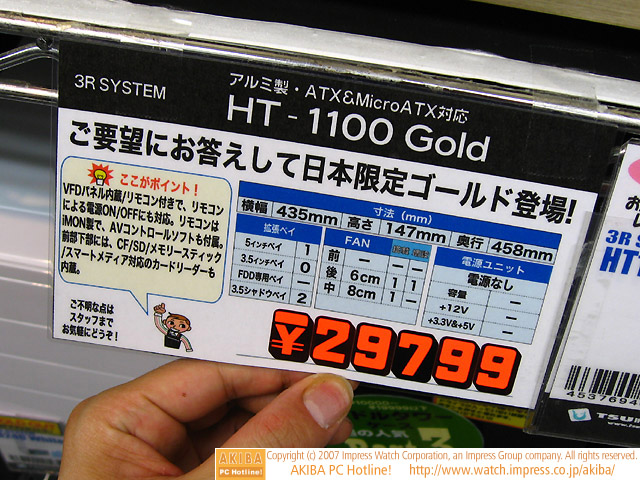 3R SYSTEM
アルミ製・ATX&MicroATX対応
HT - 1100 Gold
ご要望にお答えして日本限定ゴールド登場!
ここがポイント!
VFDパネル内蔵/リモコン付きで、リモコン
による電源ON/OFFにも対応。リモコンは
iMON製で、AVコントロールソフトも付属。
前部下部には、CF/SD/メモリースティック
/スマートメディア対応のカードリーダーも
内蔵。
ご不明な点は
スタッフまで
お気軽にどうぞ!
寸法(mm)
横幅 435mm 高さ 147mm 奥行 458mm
拡張ベイ
5インチベイ 1
3.5インチベイ 0
FDD専用ベイ ー
3.5シャドウベイ 2
FAN
前 ー ー
後 6cm 1 1
中 8cm 1 ー
電源ユニット
電源なし
容量 ー
+12V ー
+3.3V&+5V ー
¥29799
3R S
HT
4537694
TSU
AKIBA
PC Hotline!
Copyright (c) 2007 Impress Watch Corporation, an Impress Group company. All rights reserved.
AKIBA PC Hotline! http://www.watch.impress.co.jp/akiba/